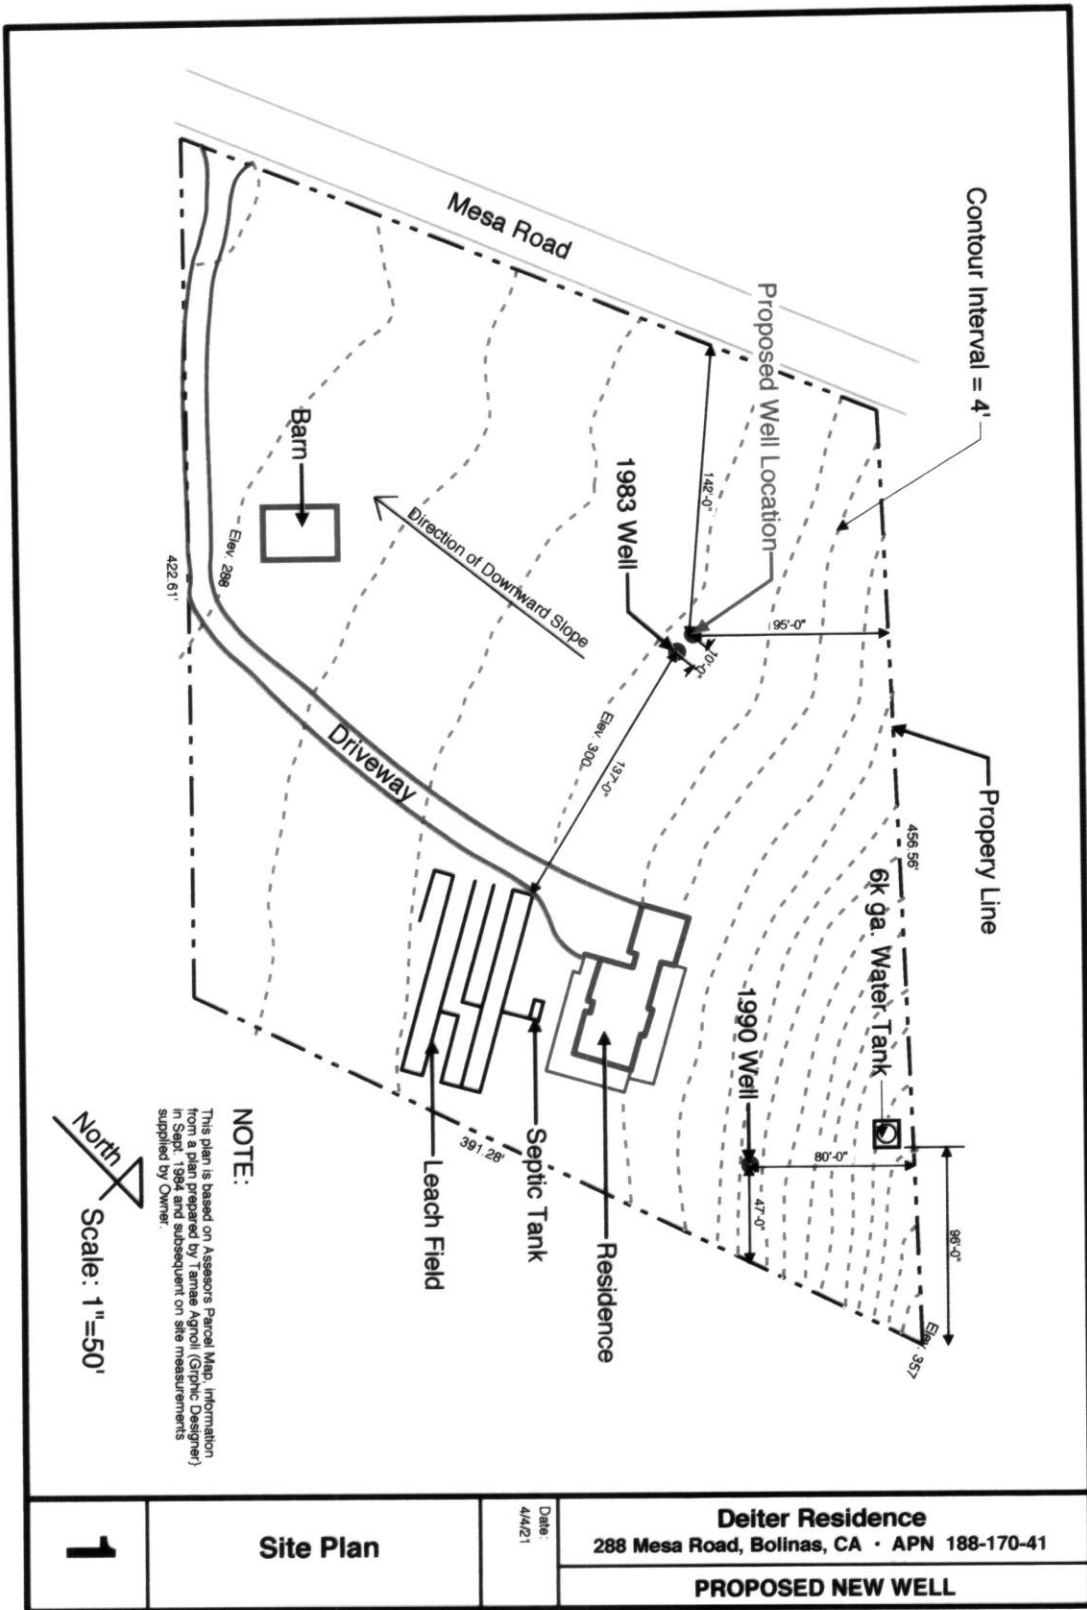 Mesa Road
Contour Interval = 4'
Proposed Well Location
1983 Well
142'-0"
95'-0"
10'-0"
Barn
Direction of Downward Slope
Elev. 288
422.61'
Elev. 300
137'-0"
Driveway
Propery Line
456.56'
6k ga. Water Tank
1990 Well
80'-0"
47'-0"
96'-0"
Elev. 357
391.28'
Septic Tank
Leach Field
Residence
North
Scale: 1"=50'
NOTE:
This plan is based on Assesors Parcel Map, information
from a plan prepared by Tamae Agnoli (Grphic Designer)
in Sept. 1984 and subsequent on site measurements
supplied by Owner.
1
Site Plan
Date:
4/4/21
Deiter Residence
288 Mesa Road, Bolinas, CA · APN 188-170-41
PROPOSED NEW WELL